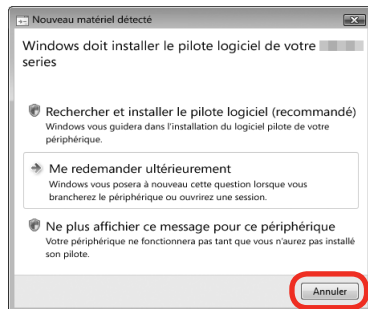 Nouveau matériel détecté
Windows doit installer le pilote logiciel de votre
series
Rechercher et installer le pilote logiciel (recommandé)
Windows vous guidera dans l'installation du logiciel pilote de votre
périphérique.
Me redemander ultérieurement
Windows vous posera à nouveau cette question lorsque vous
brancherez le périphérique ou ouvrirez une session.
Ne plus afficher ce message pour ce périphérique
Votre périphérique ne fonctionnera pas tant que vous n'aurez pas installé
son pilote.
Annuler